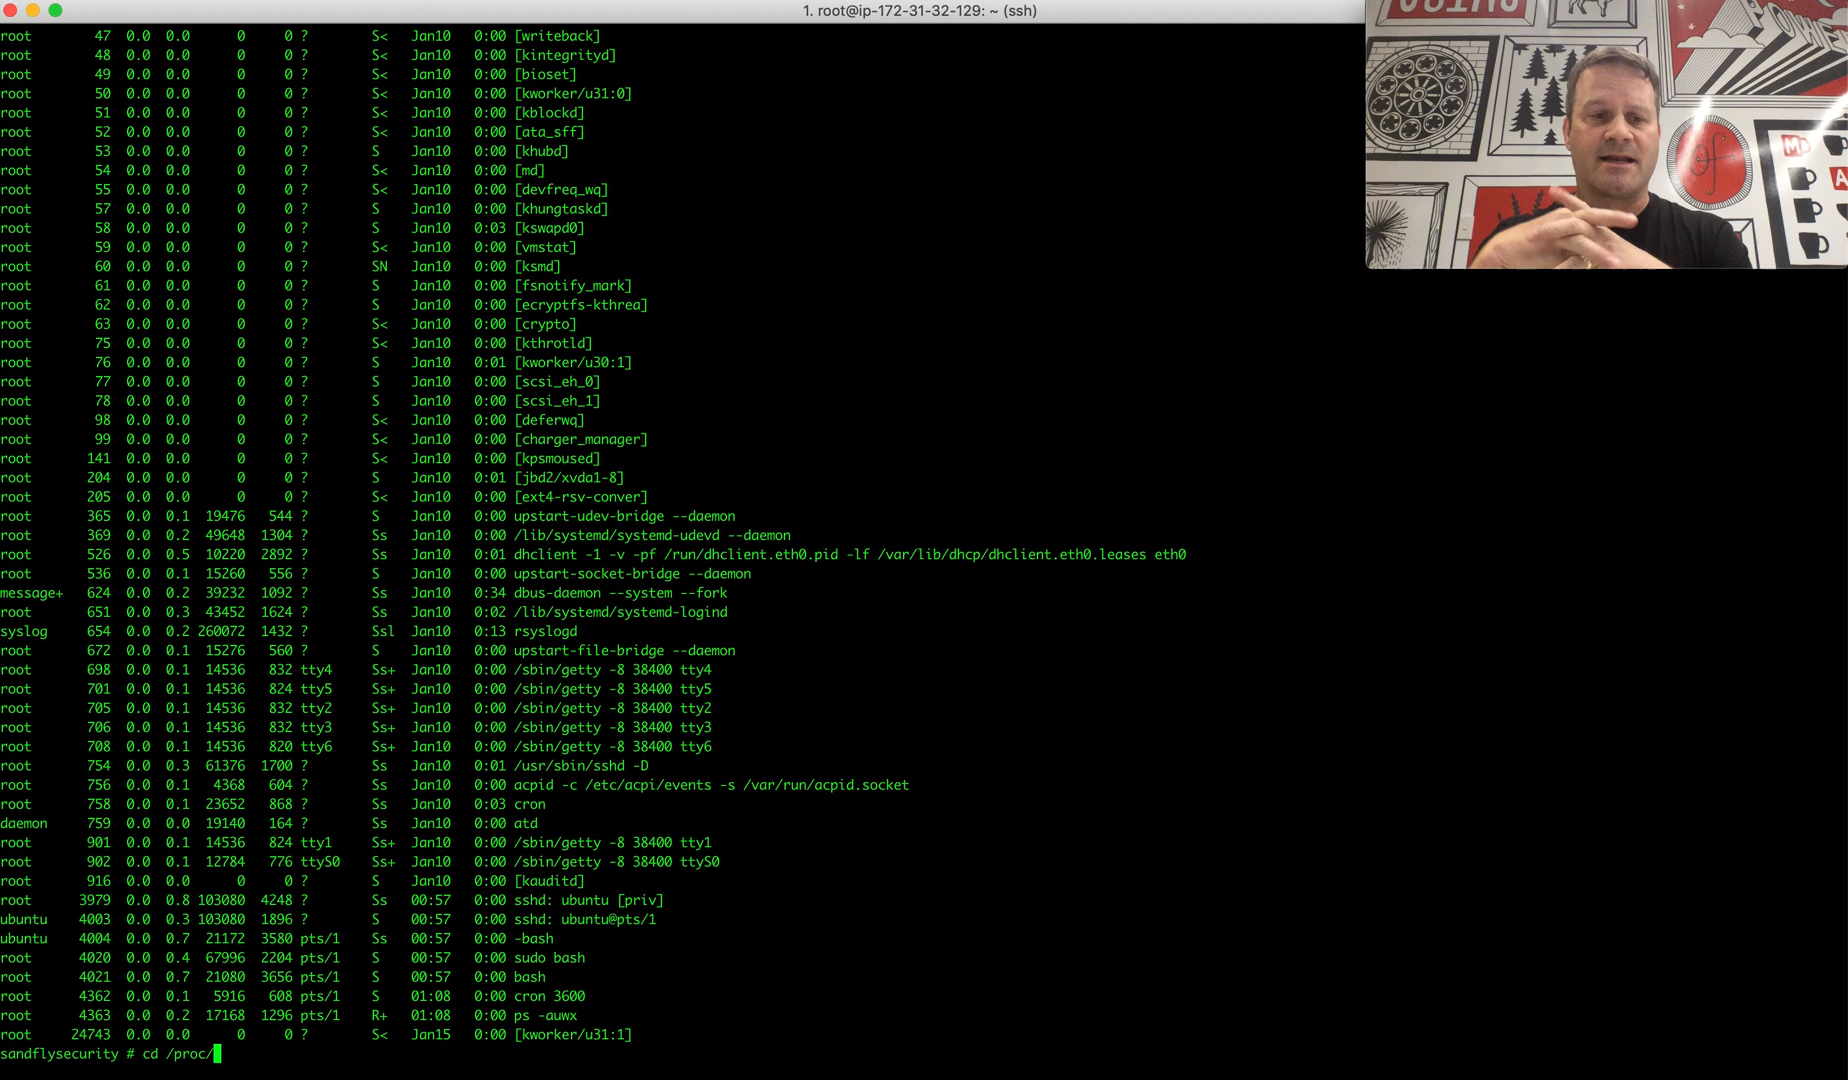 1. root@ip-172-31-32-129: ~ (ssh)
root 47 0.0 0.0 0 0 ? S< Jan10 0:00 [writeback]
root 48 0.0 0.0 0 0 ? S< Jan10 0:00 [kintegrityd]
root 49 0.0 0.0 0 0 ? S< Jan10 0:00 [bioset]
root 50 0.0 0.0 0 0 ? S< Jan10 0:00 [kworker/u31:0]
root 51 0.0 0.0 0 0 ? S< Jan10 0:00 [kblockd]
root 52 0.0 0.0 0 0 ? S< Jan10 0:00 [ata_sff]
root 53 0.0 0.0 0 0 ? S Jan10 0:00 [khubd]
root 54 0.0 0.0 0 0 ? S< Jan10 0:00 [md]
root 55 0.0 0.0 0 0 ? S< Jan10 0:00 [devfreq_wq]
root 57 0.0 0.0 0 0 ? S Jan10 0:00 [khungtaskd]
root 58 0.0 0.0 0 0 ? S Jan10 0:03 [kswapd0]
root 59 0.0 0.0 0 0 ? S< Jan10 0:00 [vmstat]
root 60 0.0 0.0 0 0 ? SN Jan10 0:00 [ksmd]
root 61 0.0 0.0 0 0 ? S Jan10 0:00 [fsnotify_mark]
root 62 0.0 0.0 0 0 ? S Jan10 0:00 [ecryptfs-kthrea]
root 63 0.0 0.0 0 0 ? S< Jan10 0:00 [crypto]
root 75 0.0 0.0 0 0 ? S< Jan10 0:00 [kthrotld]
root 76 0.0 0.0 0 0 ? S Jan10 0:01 [kworker/u30:1]
root 77 0.0 0.0 0 0 ? S Jan10 0:00 [scsi_eh_0]
root 78 0.0 0.0 0 0 ? S Jan10 0:00 [scsi_eh_1]
root 98 0.0 0.0 0 0 ? S< Jan10 0:00 [deferwq]
root 99 0.0 0.0 0 0 ? S< Jan10 0:00 [charger_manager]
root 141 0.0 0.0 0 0 ? S< Jan10 0:00 [kpsmoused]
root 204 0.0 0.0 0 0 ? S Jan10 0:01 [jbd2/xvda1-8]
root 205 0.0 0.0 0 0 ? S< Jan10 0:00 [ext4-rsv-conver]
root 365 0.0 0.1 19476 544 ? S Jan10 0:00 upstart-udev-bridge --daemon
root 369 0.0 0.2 49648 1304 ? Ss Jan10 0:00 /lib/systemd/systemd-udevd --daemon
root 526 0.0 0.5 10220 2892 ? Ss Jan10 0:01 dhclient -1 -v -pf /run/dhclient.eth0.pid -lf /var/lib/dhcp/dhclient.eth0.leases eth0
root 536 0.0 0.1 15260 556 ? S Jan10 0:00 upstart-socket-bridge --daemon
message+ 624 0.0 0.2 39232 1092 ? Ss Jan10 0:34 dbus-daemon --system --fork
root 651 0.0 0.3 43452 1624 ? Ss Jan10 0:02 /lib/systemd/systemd-logind
syslog 654 0.0 0.2 260072 1432 ? Ssl Jan10 0:13 rsyslogd
root 672 0.0 0.1 15276 560 ? S Jan10 0:00 upstart-file-bridge --daemon
root 698 0.0 0.1 14536 832 tty4 Ss+ Jan10 0:00 /sbin/getty -8 38400 tty4
root 701 0.0 0.1 14536 824 tty5 Ss+ Jan10 0:00 /sbin/getty -8 38400 tty5
root 705 0.0 0.1 14536 832 tty2 Ss+ Jan10 0:00 /sbin/getty -8 38400 tty2
root 706 0.0 0.1 14536 832 tty3 Ss+ Jan10 0:00 /sbin/getty -8 38400 tty3
root 708 0.0 0.1 14536 820 tty6 Ss+ Jan10 0:00 /sbin/getty -8 38400 tty6
root 754 0.0 0.3 61376 1700 ? Ss Jan10 0:01 /usr/sbin/sshd -D
root 756 0.0 0.1 4368 604 ? Ss Jan10 0:00 acpid -c /etc/acpi/events -s /var/run/acpid.socket
root 758 0.0 0.1 23652 868 ? Ss Jan10 0:03 cron
daemon 759 0.0 0.0 19140 164 ? Ss Jan10 0:00 atd
root 901 0.0 0.1 14536 824 tty1 Ss+ Jan10 0:00 /sbin/getty -8 38400 tty1
root 902 0.0 0.1 12784 776 ttyS0 Ss+ Jan10 0:00 /sbin/getty -8 38400 ttyS0
root 916 0.0 0.0 0 0 ? S Jan10 0:00 [kauditd]
root 3979 0.0 0.8 103080 4248 ? Ss 00:57 0:00 sshd: ubuntu [priv]
ubuntu 4003 0.0 0.3 103080 1896 ? S 00:57 0:00 sshd: ubuntu@pts/1
ubuntu 4004 0.0 0.7 21172 3580 pts/1 Ss 00:57 0:00 -bash
root 4020 0.0 0.4 67996 2204 pts/1 S 00:57 0:00 sudo bash
root 4021 0.0 0.7 21080 3656 pts/1 S 00:57 0:00 bash
root 4362 0.0 0.1 5916 608 pts/1 S 01:08 0:00 cron 3600
root 4363 0.0 0.2 17168 1296 pts/1 R+ 01:08 0:00 ps -auwx
root 24743 0.0 0.0 0 0 ? S< Jan15 0:00 [kworker/u31:1]
sandflysecurity # cd /proc/